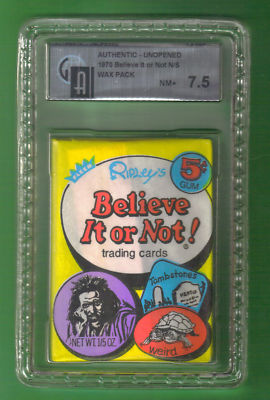 AUTHENTIC - UNOPENED
1970 Believe It or Not N/S
WAX PACK
NM+ 7.5
GAI
Ripley's
5¢
GUM
Believe
It or Not!
®
trading cards
Tombstones
NET WT. 1/5 OZ.
weird